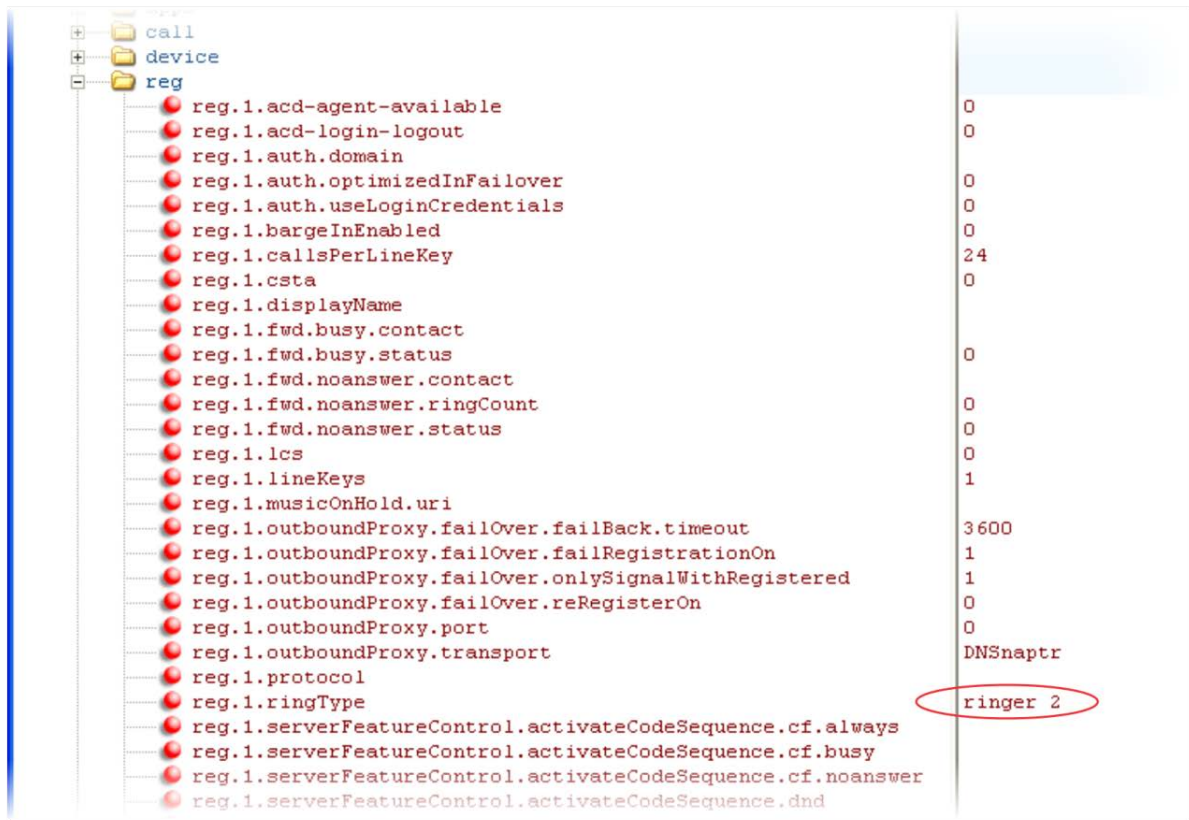 call
device
reg
reg.1.acd-agent-available 0
reg.1.acd-login-logout 0
reg.1.auth.domain
reg.1.auth.optimizedInFailover 0
reg.1.auth.useLoginCredentials 0
reg.1.bargeInEnabled 0
reg.1.callsPerLineKey 24
reg.1.csta 0
reg.1.displayName
reg.1.fwd.busy.contact
reg.1.fwd.busy.status 0
reg.1.fwd.noanswer.contact
reg.1.fwd.noanswer.ringCount 0
reg.1.fwd.noanswer.status 0
reg.1.lcs 0
reg.1.lineKeys 1
reg.1.musicOnHold.uri
reg.1.outboundProxy.failOver.failBack.timeout 3600
reg.1.outboundProxy.failOver.failRegistrationOn 1
reg.1.outboundProxy.failOver.onlySignalWithRegistered 1
reg.1.outboundProxy.failOver.reRegisterOn 0
reg.1.outboundProxy.port 0
reg.1.outboundProxy.transport DNSnaptr
reg.1.protocol
reg.1.ringType ringer 2
reg.1.serverFeatureControl.activateCodeSequence.cf.always
reg.1.serverFeatureControl.activateCodeSequence.cf.busy
reg.1.serverFeatureControl.activateCodeSequence.cf.noanswer
reg.1.serverFeatureControl.activateCodeSequence.dnd